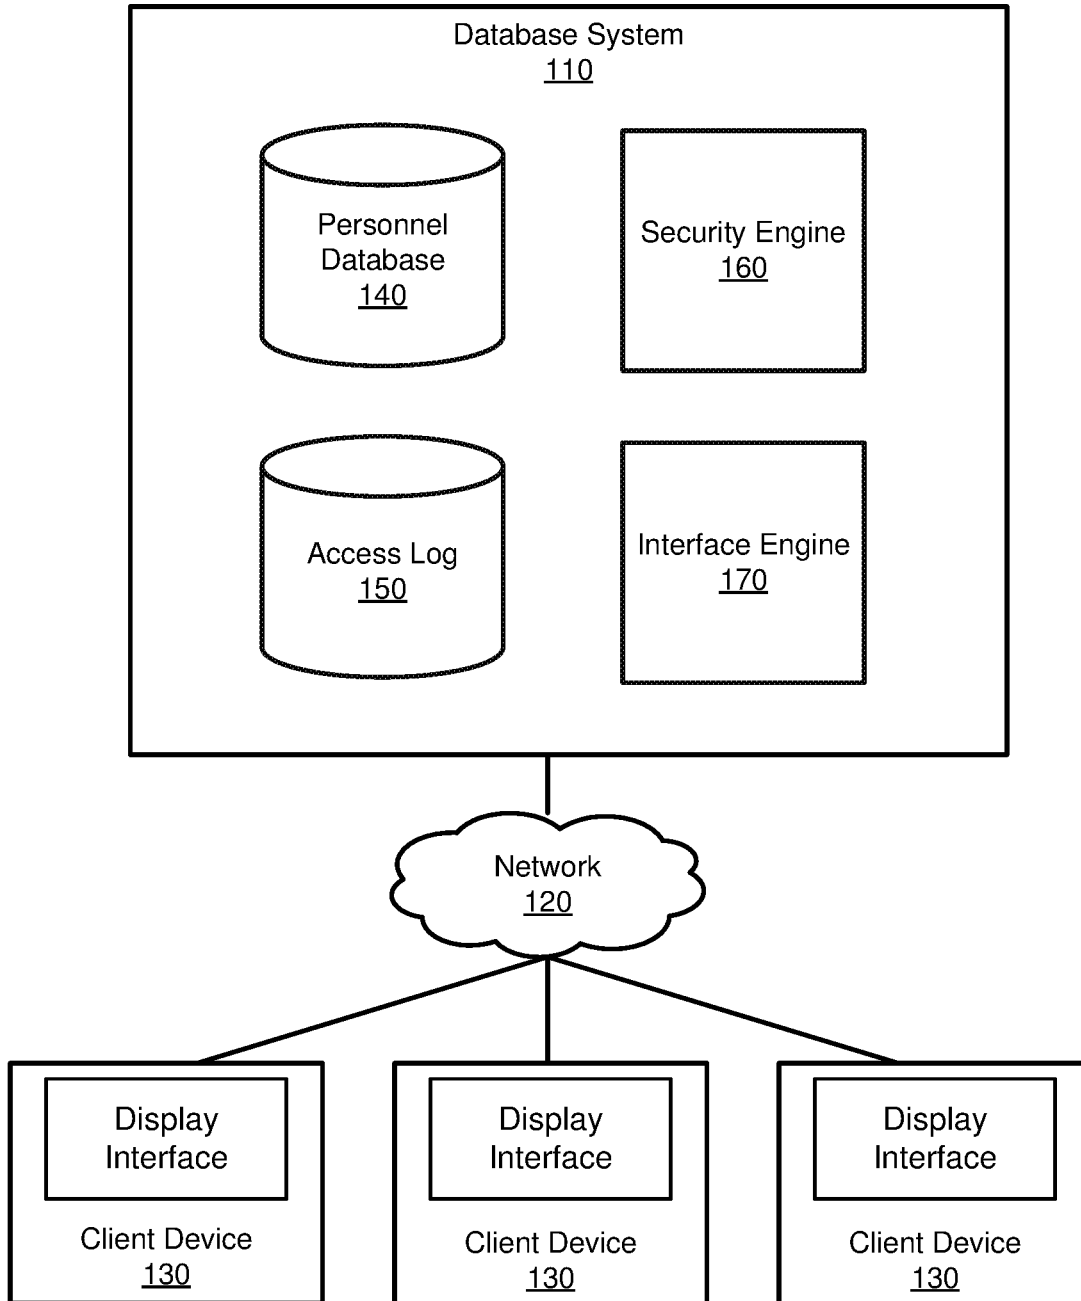 Database System
110
Personnel
Database
140
Security Engine
160
Access Log
150
Interface Engine
170
Network
120
Display
Interface
Client Device
130
Display
Interface
Client Device
130
Display
Interface
Client Device
130